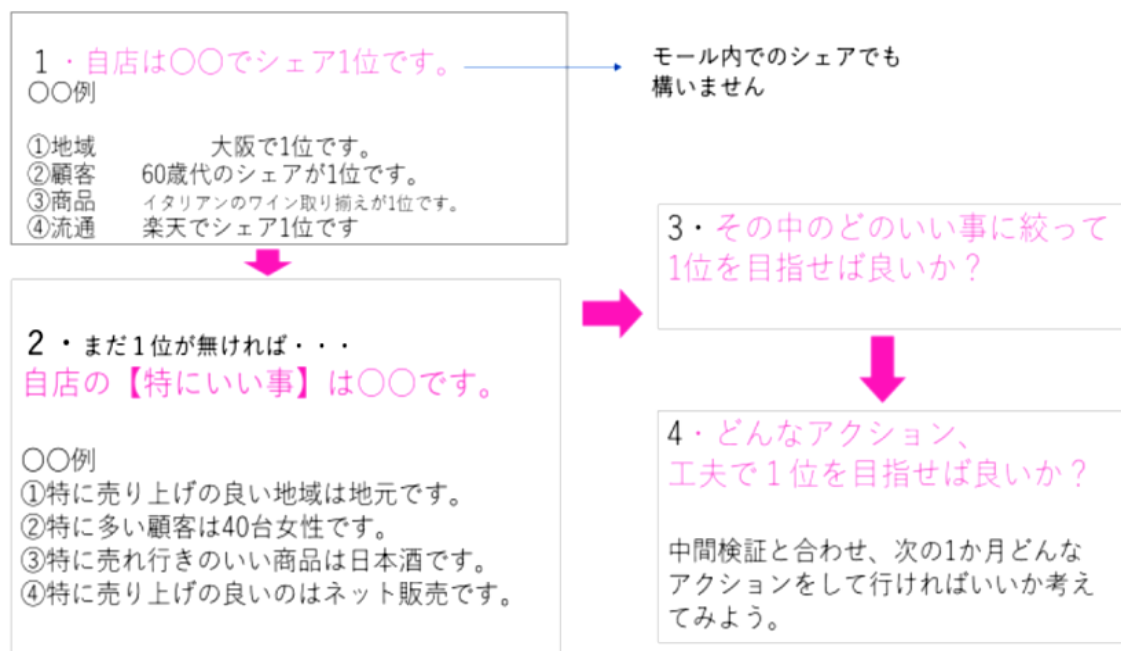 1・自店は〇〇でシェア1位です。
〇〇例
①地域 大阪で1位です。
②顧客 60歳代のシェアが1位です。
③商品 イタリアンのワイン取り揃えが1位です。
④流通 楽天でシェア1位です
モール内でのシェアでも
構いません
2・まだ1位が無ければ・・・
自店の【特にいい事】は〇〇です。
〇〇例
①特に売り上げの良い地域は地元です。
②特に多い顧客は40台女性です。
③特に売れ行きのいい商品は日本酒です。
④特に売り上げの良いのはネット販売です。
3・その中のどのいい事に絞って
1位を目指せば良いか？
4・どんなアクション、
工夫で1位を目指せば良いか？
中間検証と合わせ、次の1か月どんな
アクションをして行ければいいか考え
てみよう。